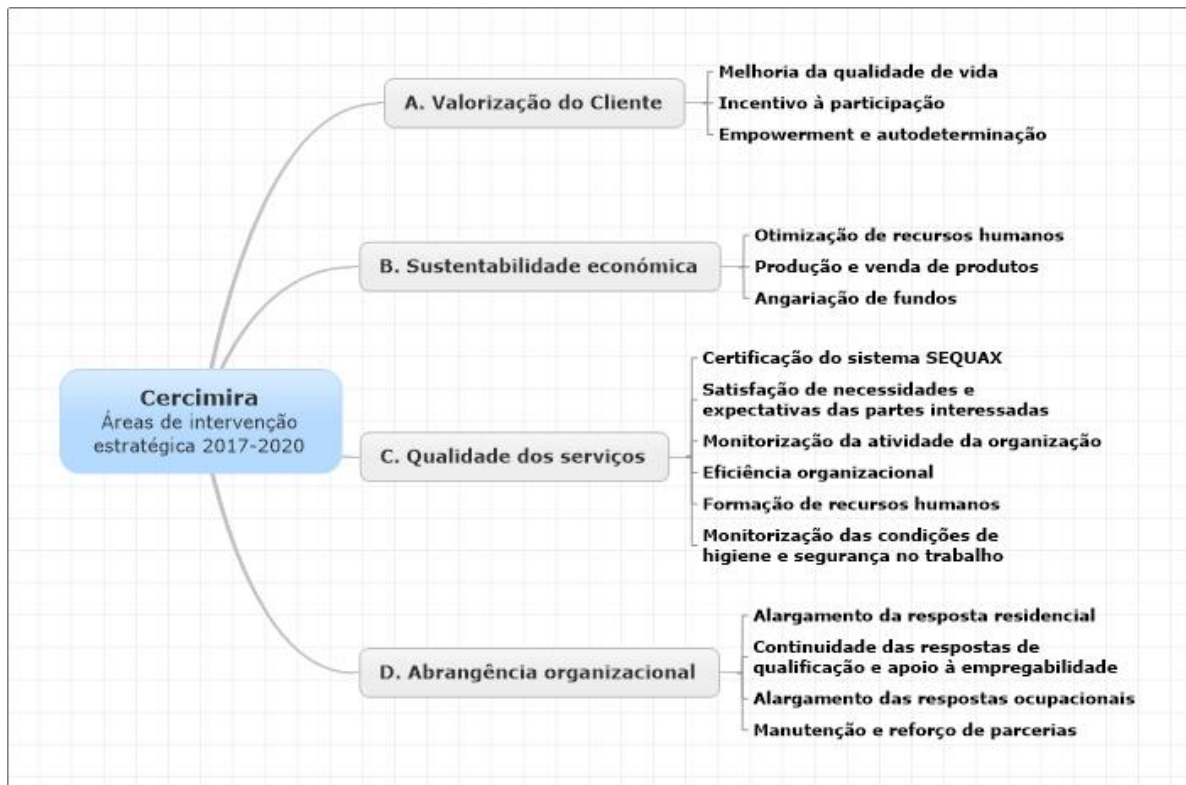 A. Valorização do Cliente
Melhoria da qualidade de vida
Incentivo à participação
Empowerment e autodeterminação
B. Sustentabilidade económica
Otimização de recursos humanos
Produção e venda de produtos
Angariação de fundos
Cercimira
Áreas de intervenção
estratégica 2017-2020
C. Qualidade dos serviços
Certificação do sistema SEQUAX
Satisfação de necessidades e
expectativas das partes interessadas
Monitorização da atividade da organização
Eficiência organizacional
Formação de recursos humanos
Monitorização das condições de
higiene e segurança no trabalho
D. Abrangência organizacional
Alargamento da resposta residencial
Continuidade das respostas de
qualificação e apoio à empregabilidade
Alargamento das respostas ocupacionais
Manutenção e reforço de parcerias